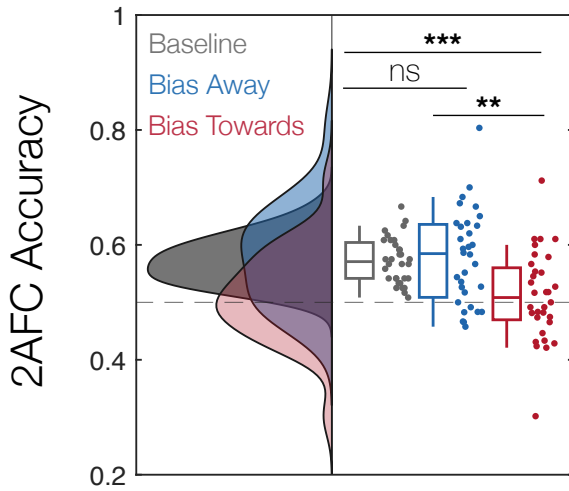 2AFC Accuracy
1
0.8
0.6
0.4
0.2
Baseline
Bias Away
Bias Towards
***
ns
**